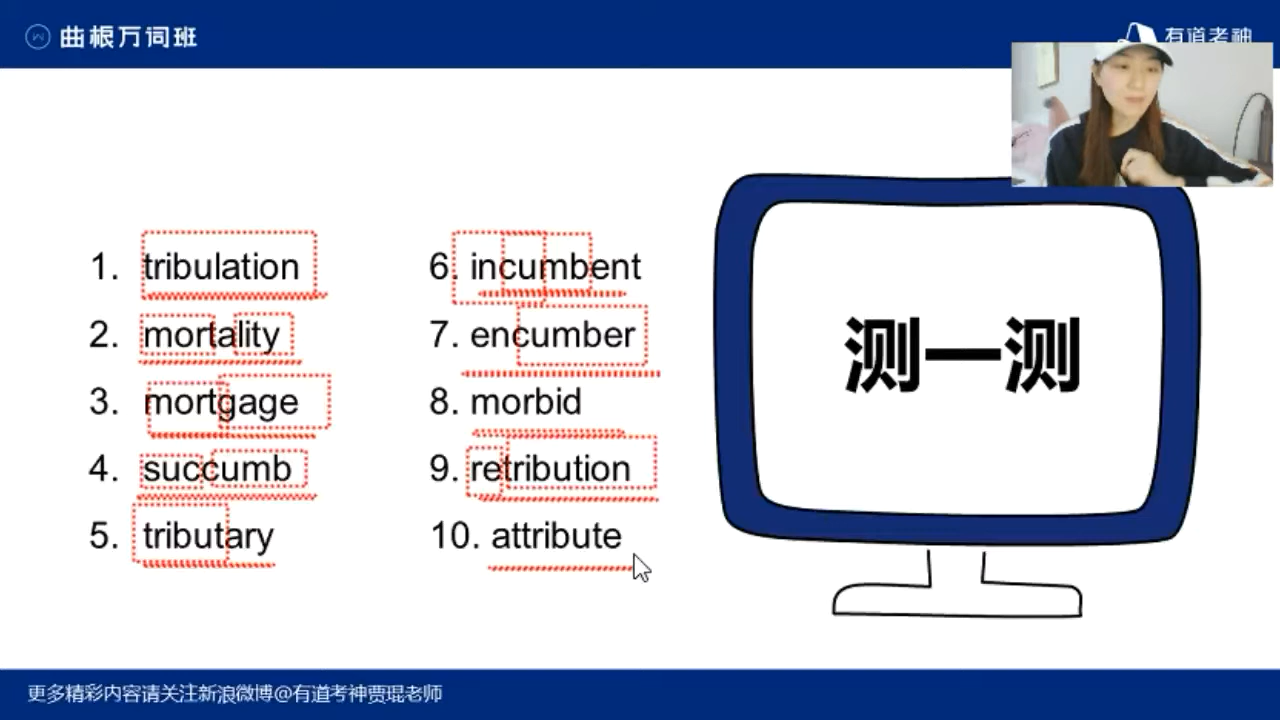 曲根万词班
有道考神
1. tribulation
2. mortality
3. mortgage
4. succumb
5. tributary
6. incumbent
7. encumber
8. morbid
9. retribution
10. attribute
测一测
更多精彩内容请关注新浪微博@有道考神贾琨老师